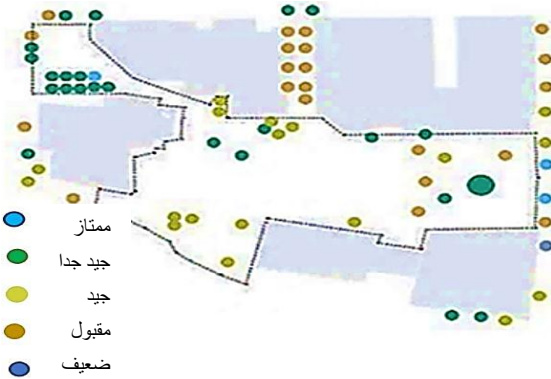 ممتاز
جيد جدا
جيد
مقبول
ضعيف